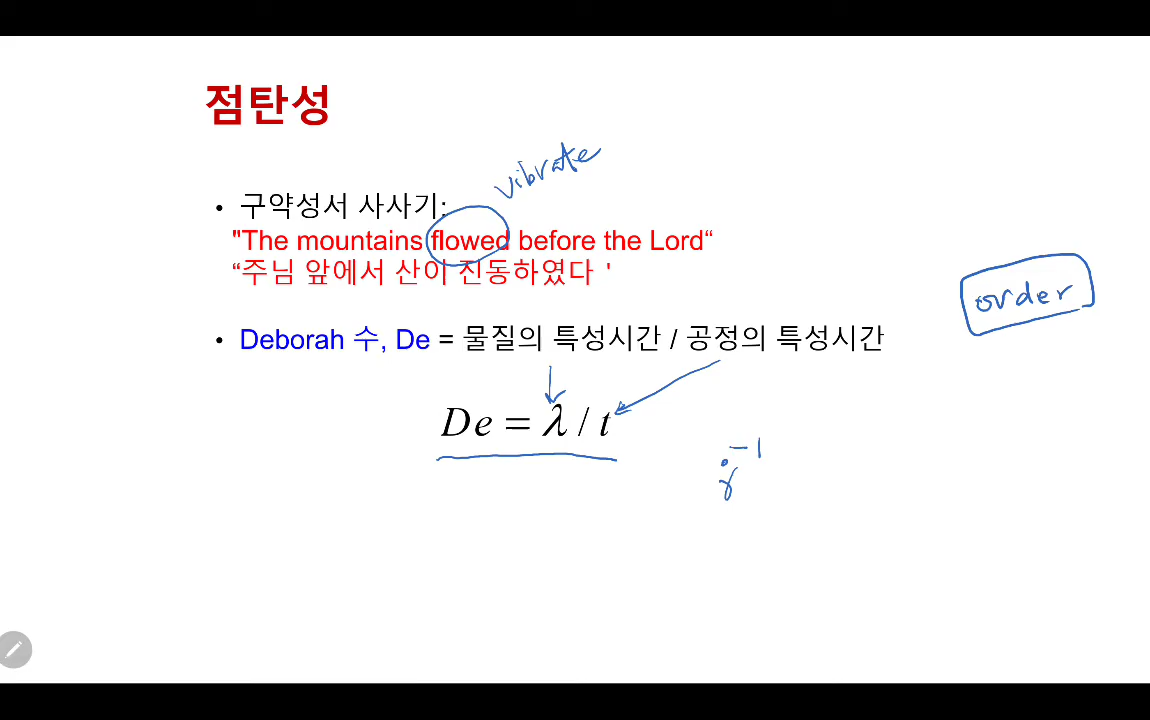 점탄성
vibrate
• 구약성서 사사기:
"The mountains flowed before the Lord“
“주님 앞에서 산이 진동하였다 '
order
• Deborah 수, De = 물질의 특성시간 / 공정의 특성시간
De = λ / t
γ̇⁻¹